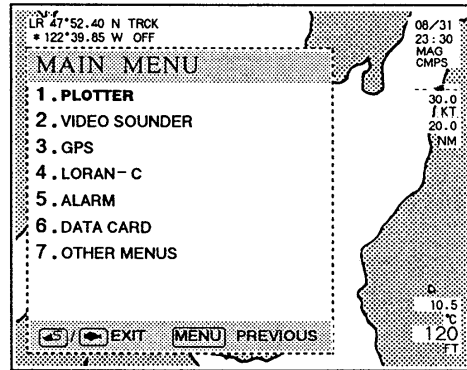 LR 47°52.40 N TRCK
* 122°39.85 W OFF
08/31
23:30
MAG
CMPS
MAIN MENU
1.PLOTTER
2.VIDEO SOUNDER
3.GPS
4.LORAN-C
5.ALARM
6.DATA CARD
7.OTHER MENUS
30.0
KT
20.0
NM
10.5
°C
120
FT
/ EXIT MENU PREVIOUS